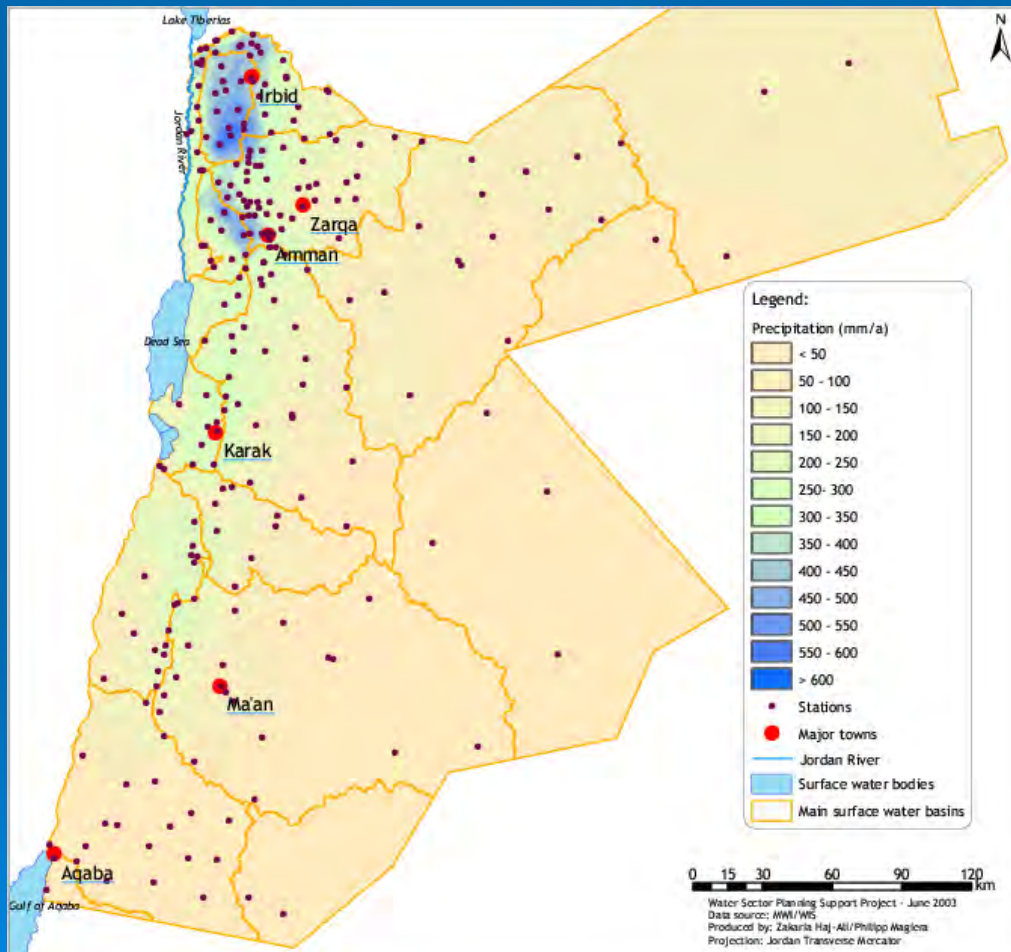 Lake Tiberias
N
Irbid
Jordan River
Zarqa
Amman
Dead Sea
Karak
Ma'an
Aqaba
Gulf of Aqaba
Legend:
Precipitation (mm/a)
< 50
50 - 100
100 - 150
150 - 200
200 - 250
250- 300
300 - 350
350 - 400
400 - 450
450 - 500
500 - 550
550 - 600
> 600
Stations
Major towns
Jordan River
Surface water bodies
Main surface water basins
0 15 30 60 90 120
km
Water Sector Planning Support Project - June 2003
Data source: MWI/WIS
Produced by: Zakaria Haj-Ali/Philipp Magiera
Projection: Jordan Transverse Mercator